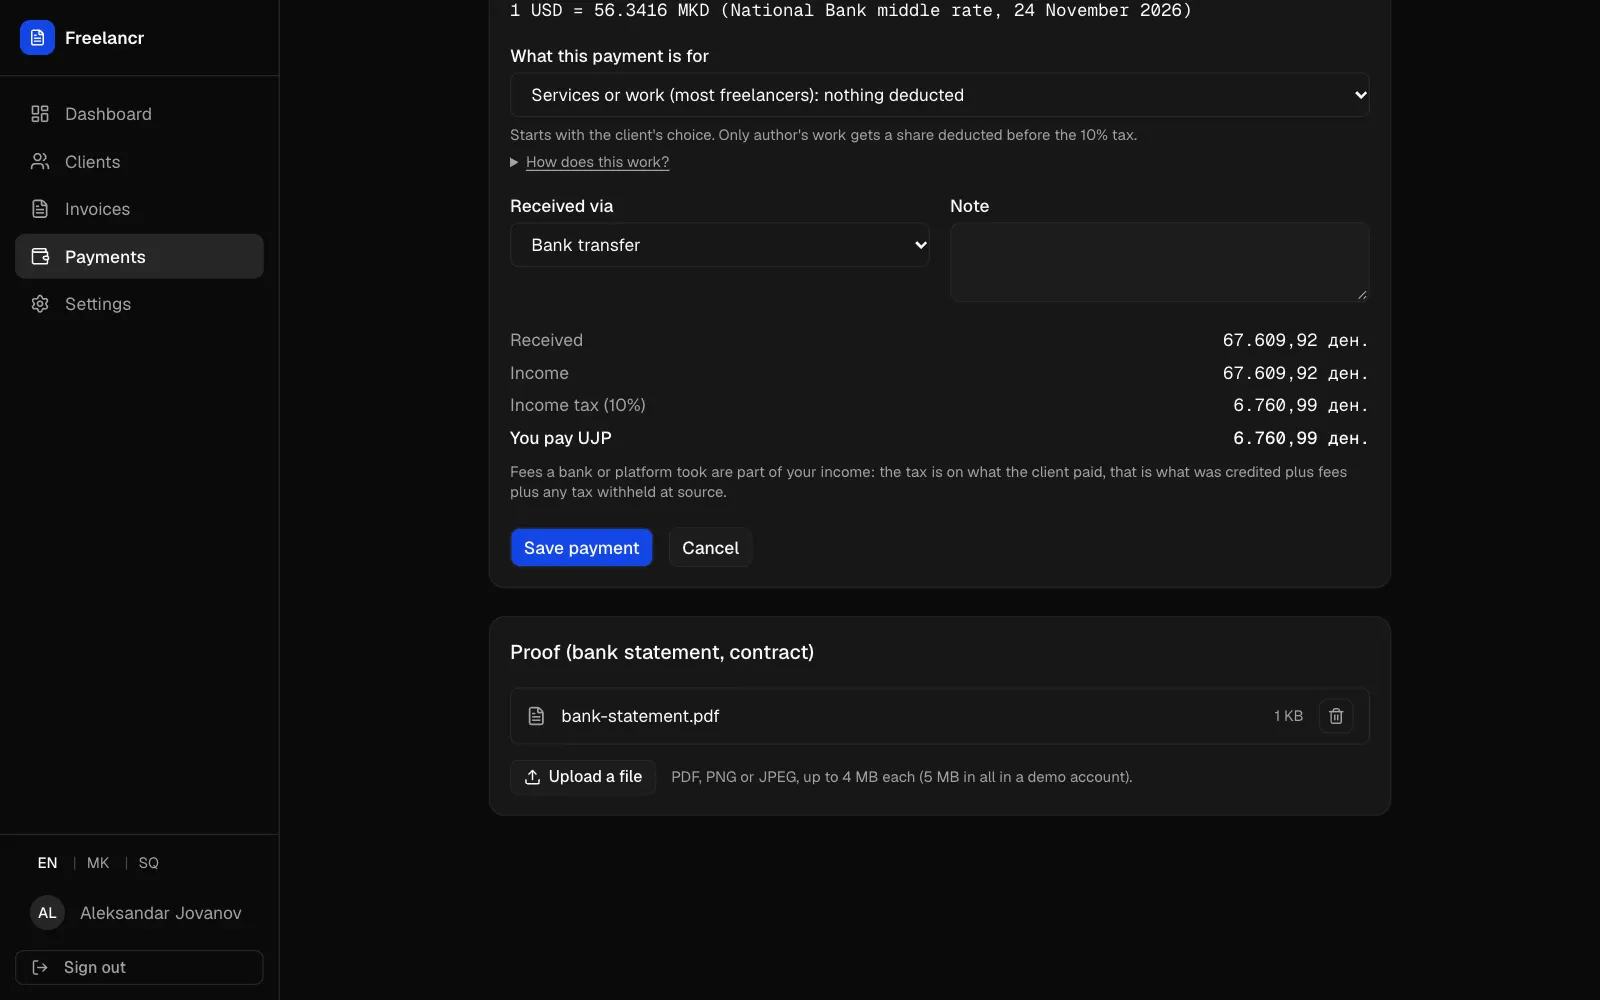 Freelancr
Dashboard
Clients
Invoices
Payments
Settings
EN | MK | SQ
AL Aleksandar Jovanov
Sign out
1 USD = 56.3416 MKD (National Bank middle rate, 24 November 2026)
What this payment is for
Services or work (most freelancers): nothing deducted
Starts with the client's choice. Only author's work gets a share deducted before the 10% tax.
How does this work?
Received via
Bank transfer
Note
Received 67.609,92 ден.
Income 67.609,92 ден.
Income tax (10%) 6.760,99 ден.
You pay UJP 6.760,99 ден.
Fees a bank or platform took are part of your income: the tax is on what the client paid, that is what was credited plus fees
plus any tax withheld at source.
Save payment Cancel
Proof (bank statement, contract)
bank-statement.pdf 1 KB
Upload a file PDF, PNG or JPEG, up to 4 MB each (5 MB in all in a demo account).